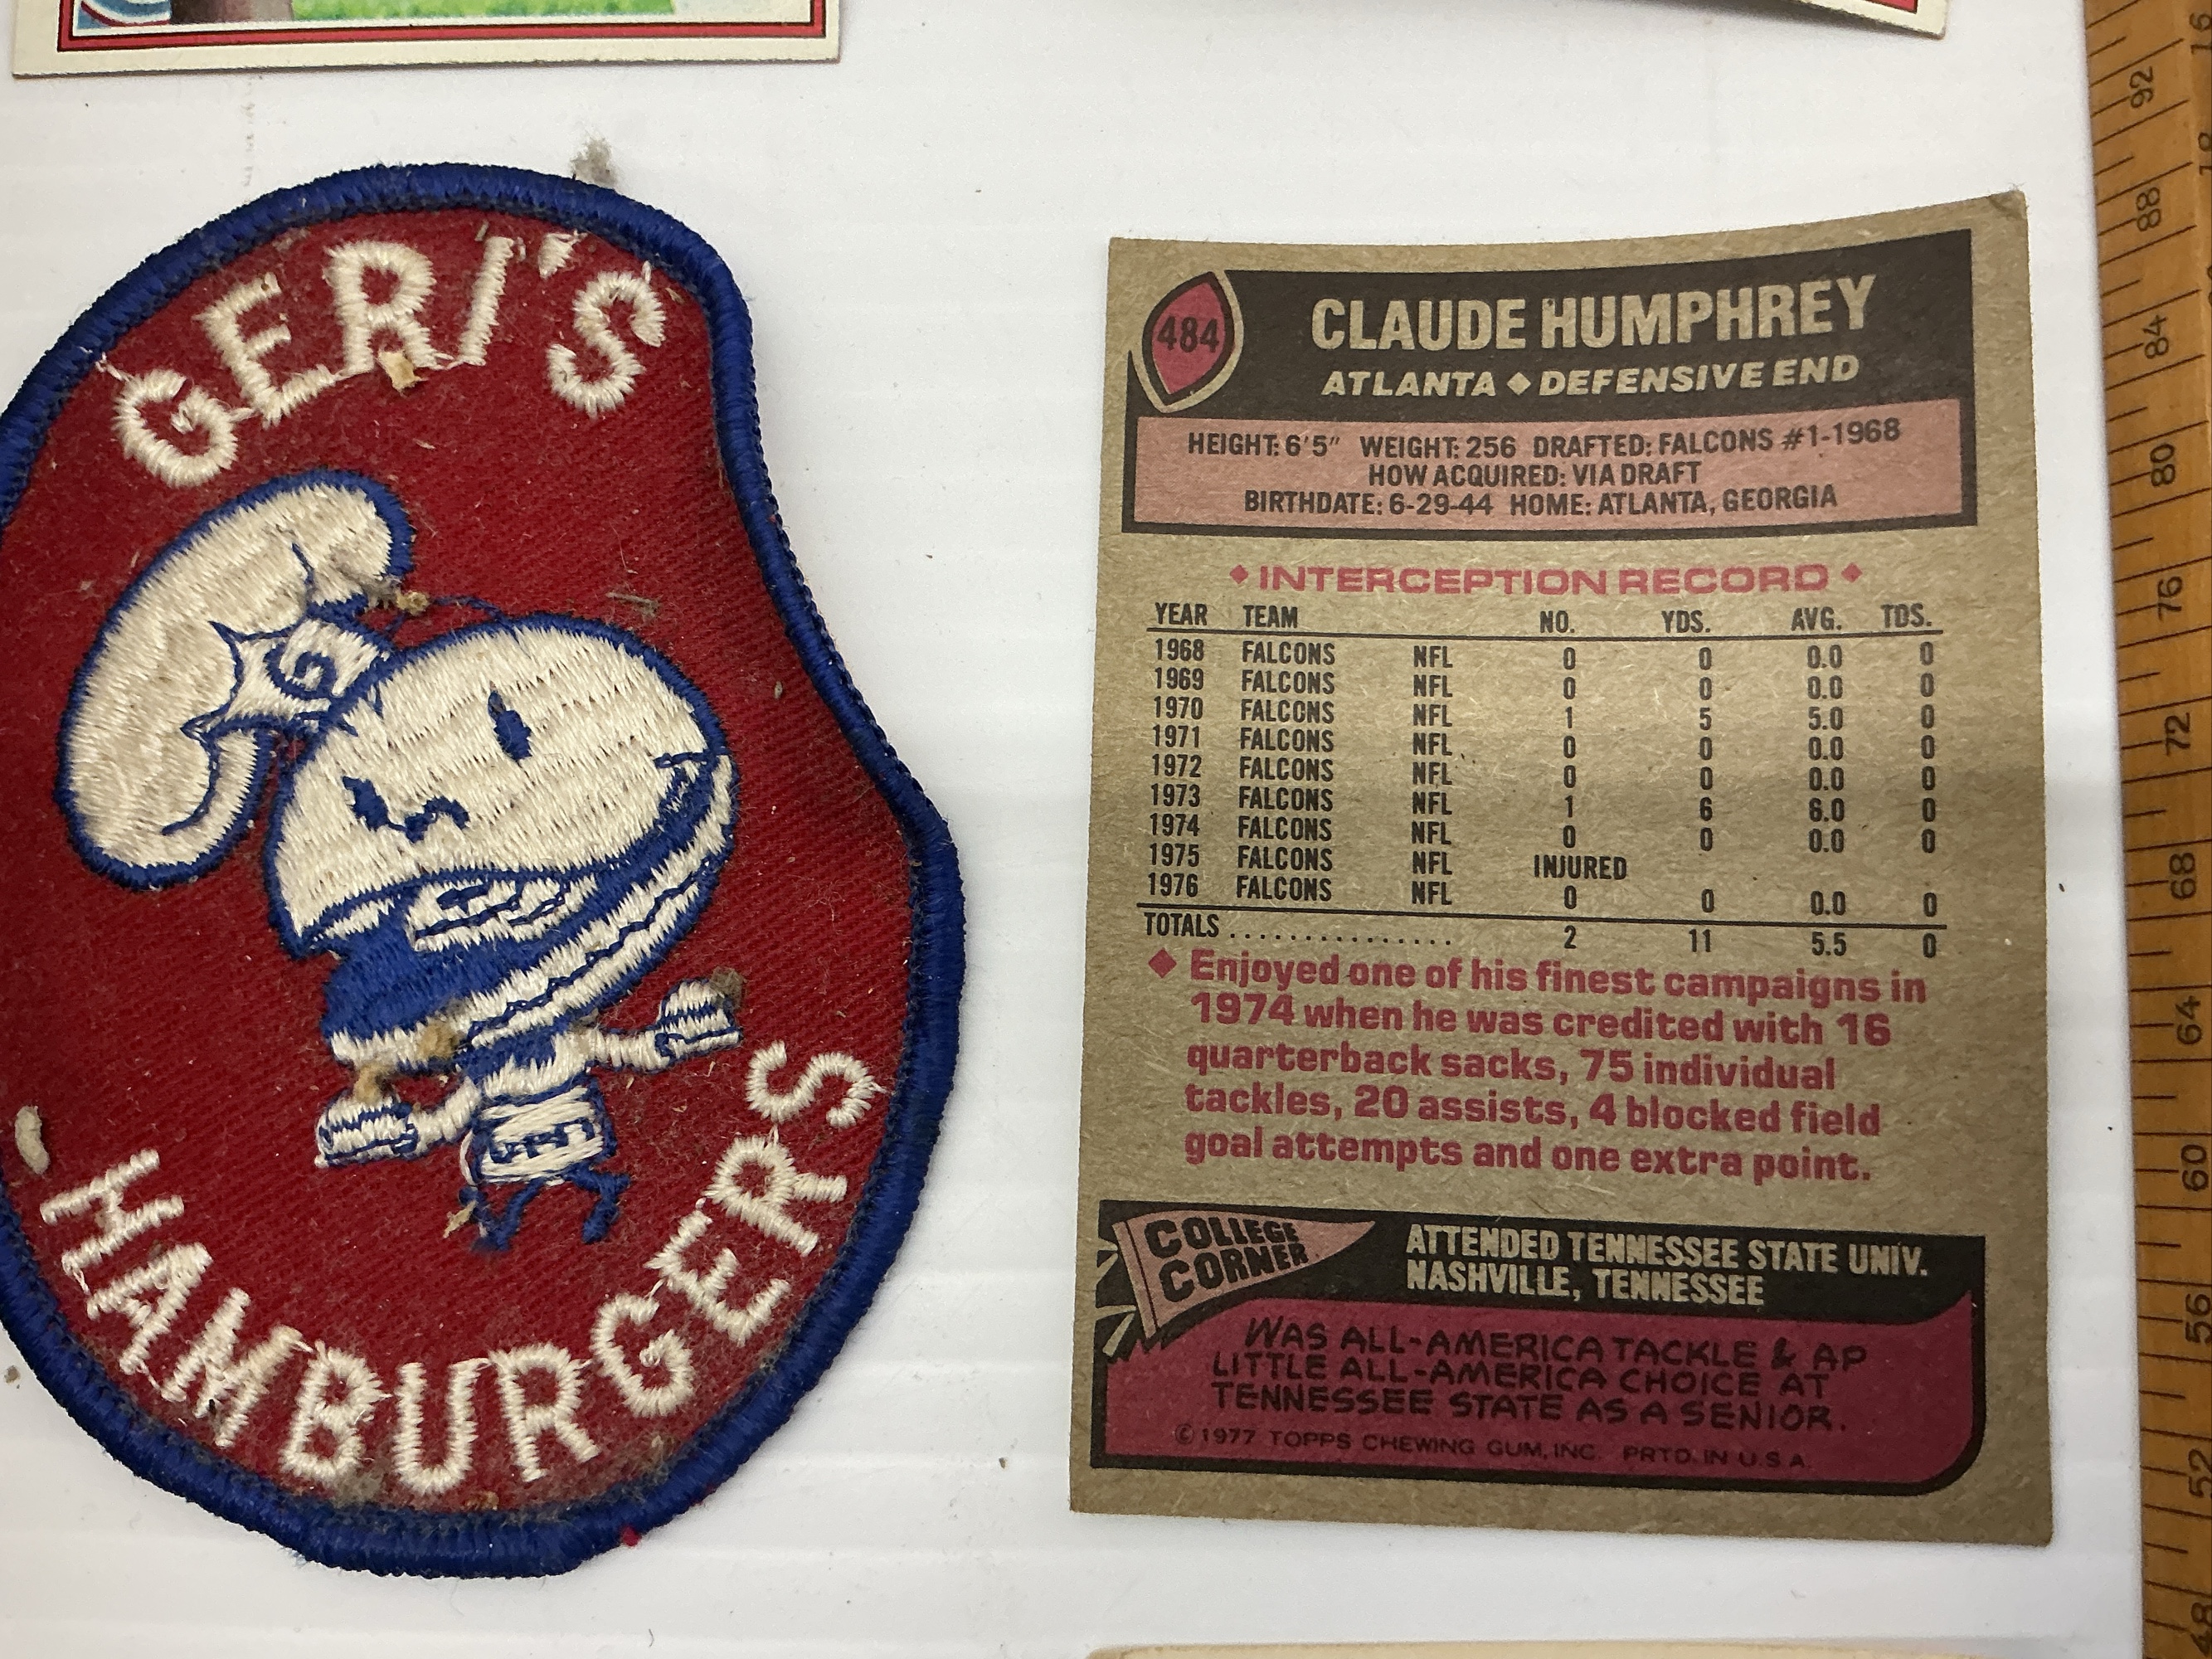 GERI'S
G
HAMBURGERS
484
CLAUDE HUMPHREY
ATLANTA ◆ DEFENSIVE END
HEIGHT: 6'5" WEIGHT: 256 DRAFTED: FALCONS #1-1968
HOW ACQUIRED: VIA DRAFT
BIRTHDATE: 6-29-44 HOME: ATLANTA, GEORGIA
◆ INTERCEPTION RECORD ◆
YEAR TEAM NO. YDS. AVG. TDS.
1968 FALCONS NFL 0 0 0.0 0
1969 FALCONS NFL 0 0 0.0 0
1970 FALCONS NFL 1 5 5.0 0
1971 FALCONS NFL 0 0 0.0 0
1972 FALCONS NFL 0 0 0.0 0
1973 FALCONS NFL 1 6 6.0 0
1974 FALCONS NFL 0 0 0.0 0
1975 FALCONS NFL INJURED
1976 FALCONS NFL 0 0 0.0 0
TOTALS ............... 2 11 5.5 0
◆ Enjoyed one of his finest campaigns in
1974 when he was credited with 16
quarterback sacks, 75 individual
tackles, 20 assists, 4 blocked field
goal attempts and one extra point.
COLLEGE
CORNER
ATTENDED TENNESSEE STATE UNIV.
NASHVILLE, TENNESSEE
WAS ALL-AMERICA TACKLE & AP
LITTLE ALL-AMERICA CHOICE AT
TENNESSEE STATE AS A SENIOR.
© 1977 TOPPS CHEWING GUM, INC. PRTD. IN U.S.A.
92
88
84
80
76
72
68
64
60
56
52
48
16